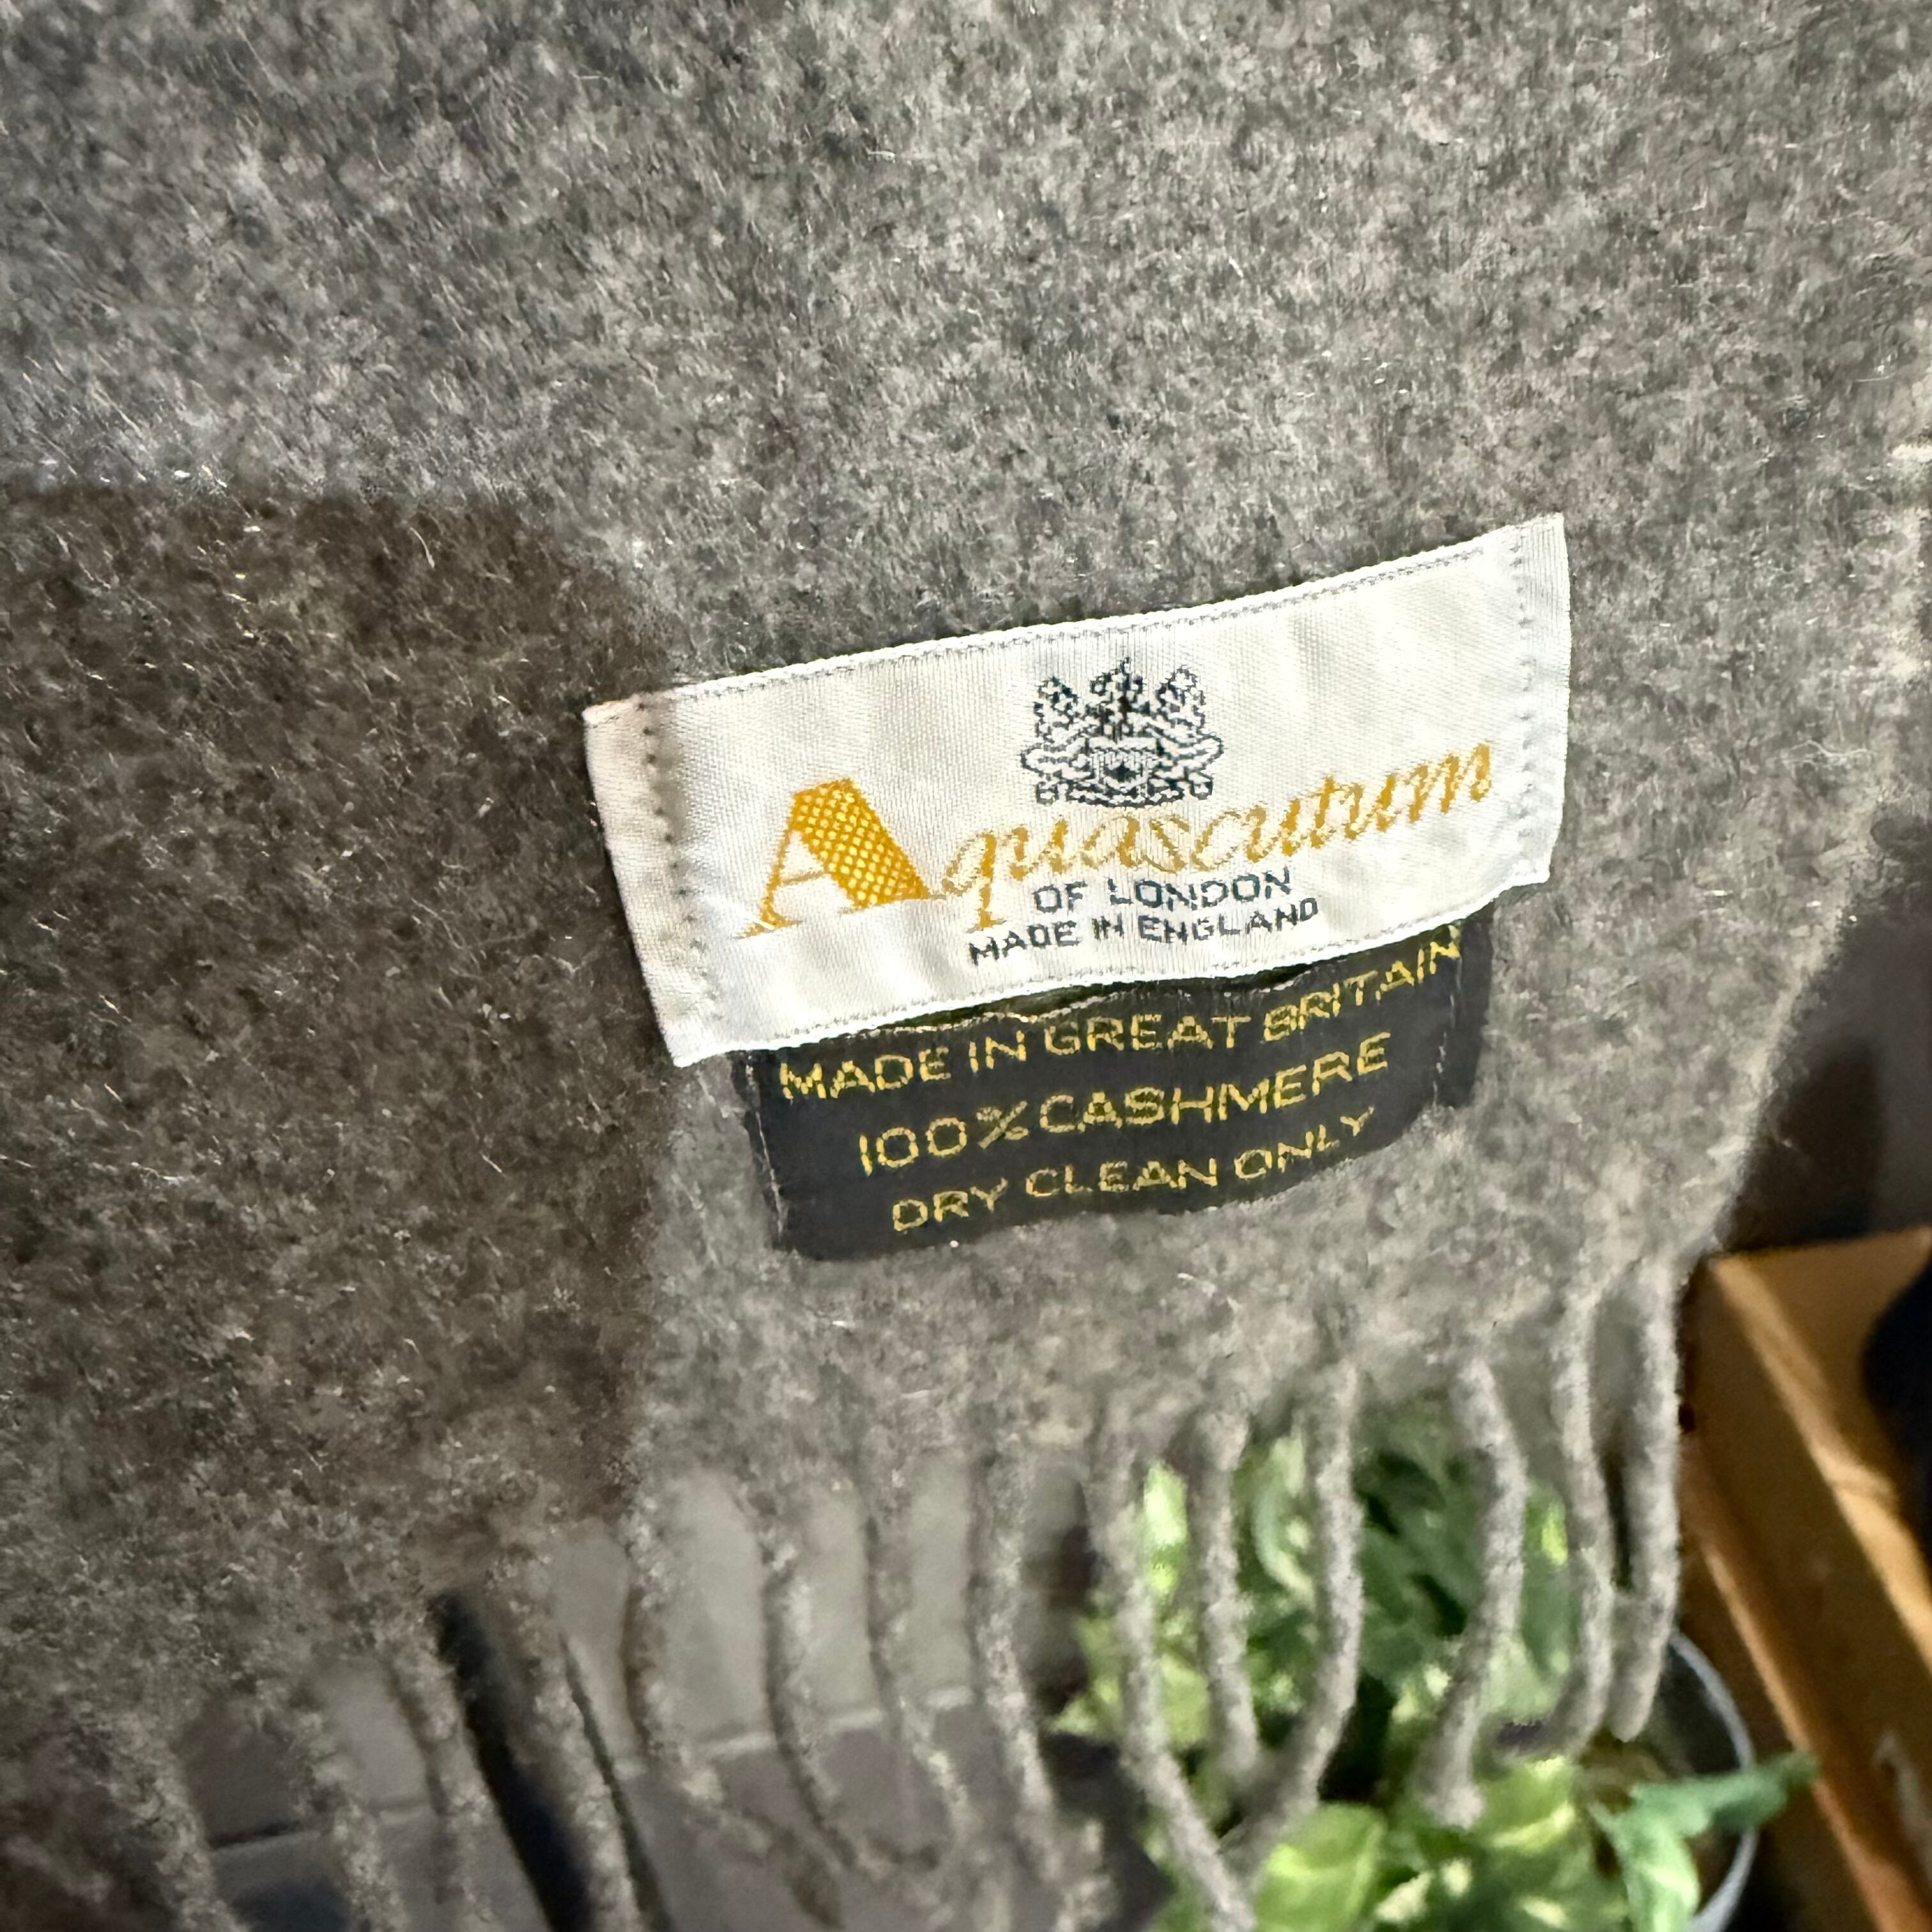 Aquascutum
OF LONDON
MADE IN ENGLAND
MADE IN GREAT BRITAIN
100% CASHMERE
DRY CLEAN ONLY